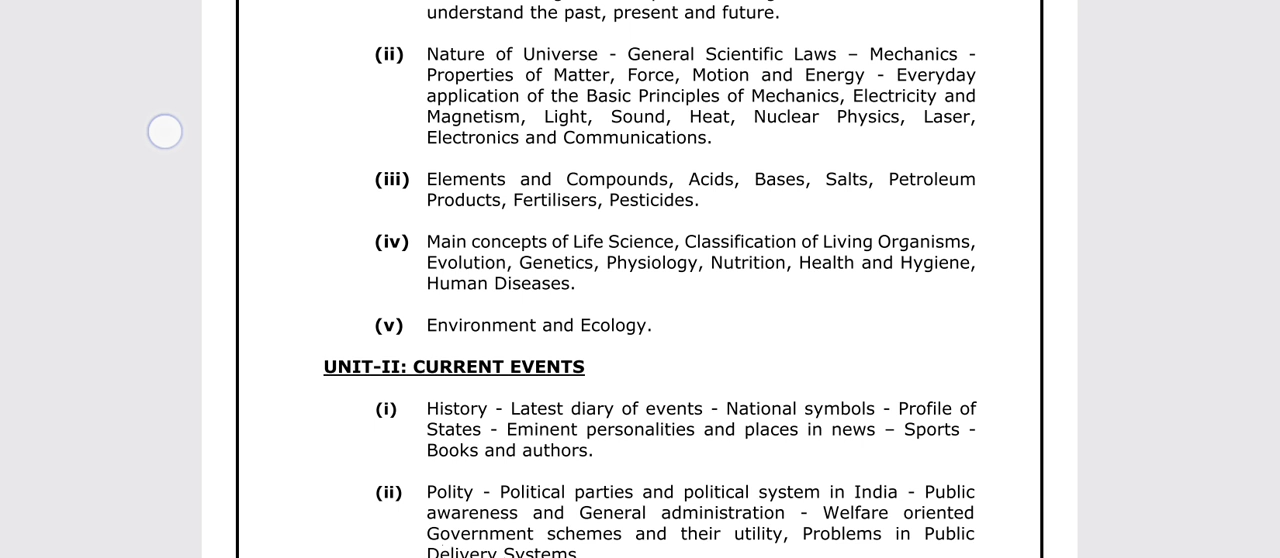 understand the past, present and future.
(ii) Nature of Universe - General Scientific Laws – Mechanics -
Properties of Matter, Force, Motion and Energy - Everyday
application of the Basic Principles of Mechanics, Electricity and
Magnetism, Light, Sound, Heat, Nuclear Physics, Laser,
Electronics and Communications.
(iii) Elements and Compounds, Acids, Bases, Salts, Petroleum
Products, Fertilisers, Pesticides.
(iv) Main concepts of Life Science, Classification of Living Organisms,
Evolution, Genetics, Physiology, Nutrition, Health and Hygiene,
Human Diseases.
(v) Environment and Ecology.
UNIT-II: CURRENT EVENTS
(i) History - Latest diary of events - National symbols - Profile of
States - Eminent personalities and places in news – Sports -
Books and authors.
(ii) Polity - Political parties and political system in India - Public
awareness and General administration - Welfare oriented
Government schemes and their utility, Problems in Public
Delivery Systems.